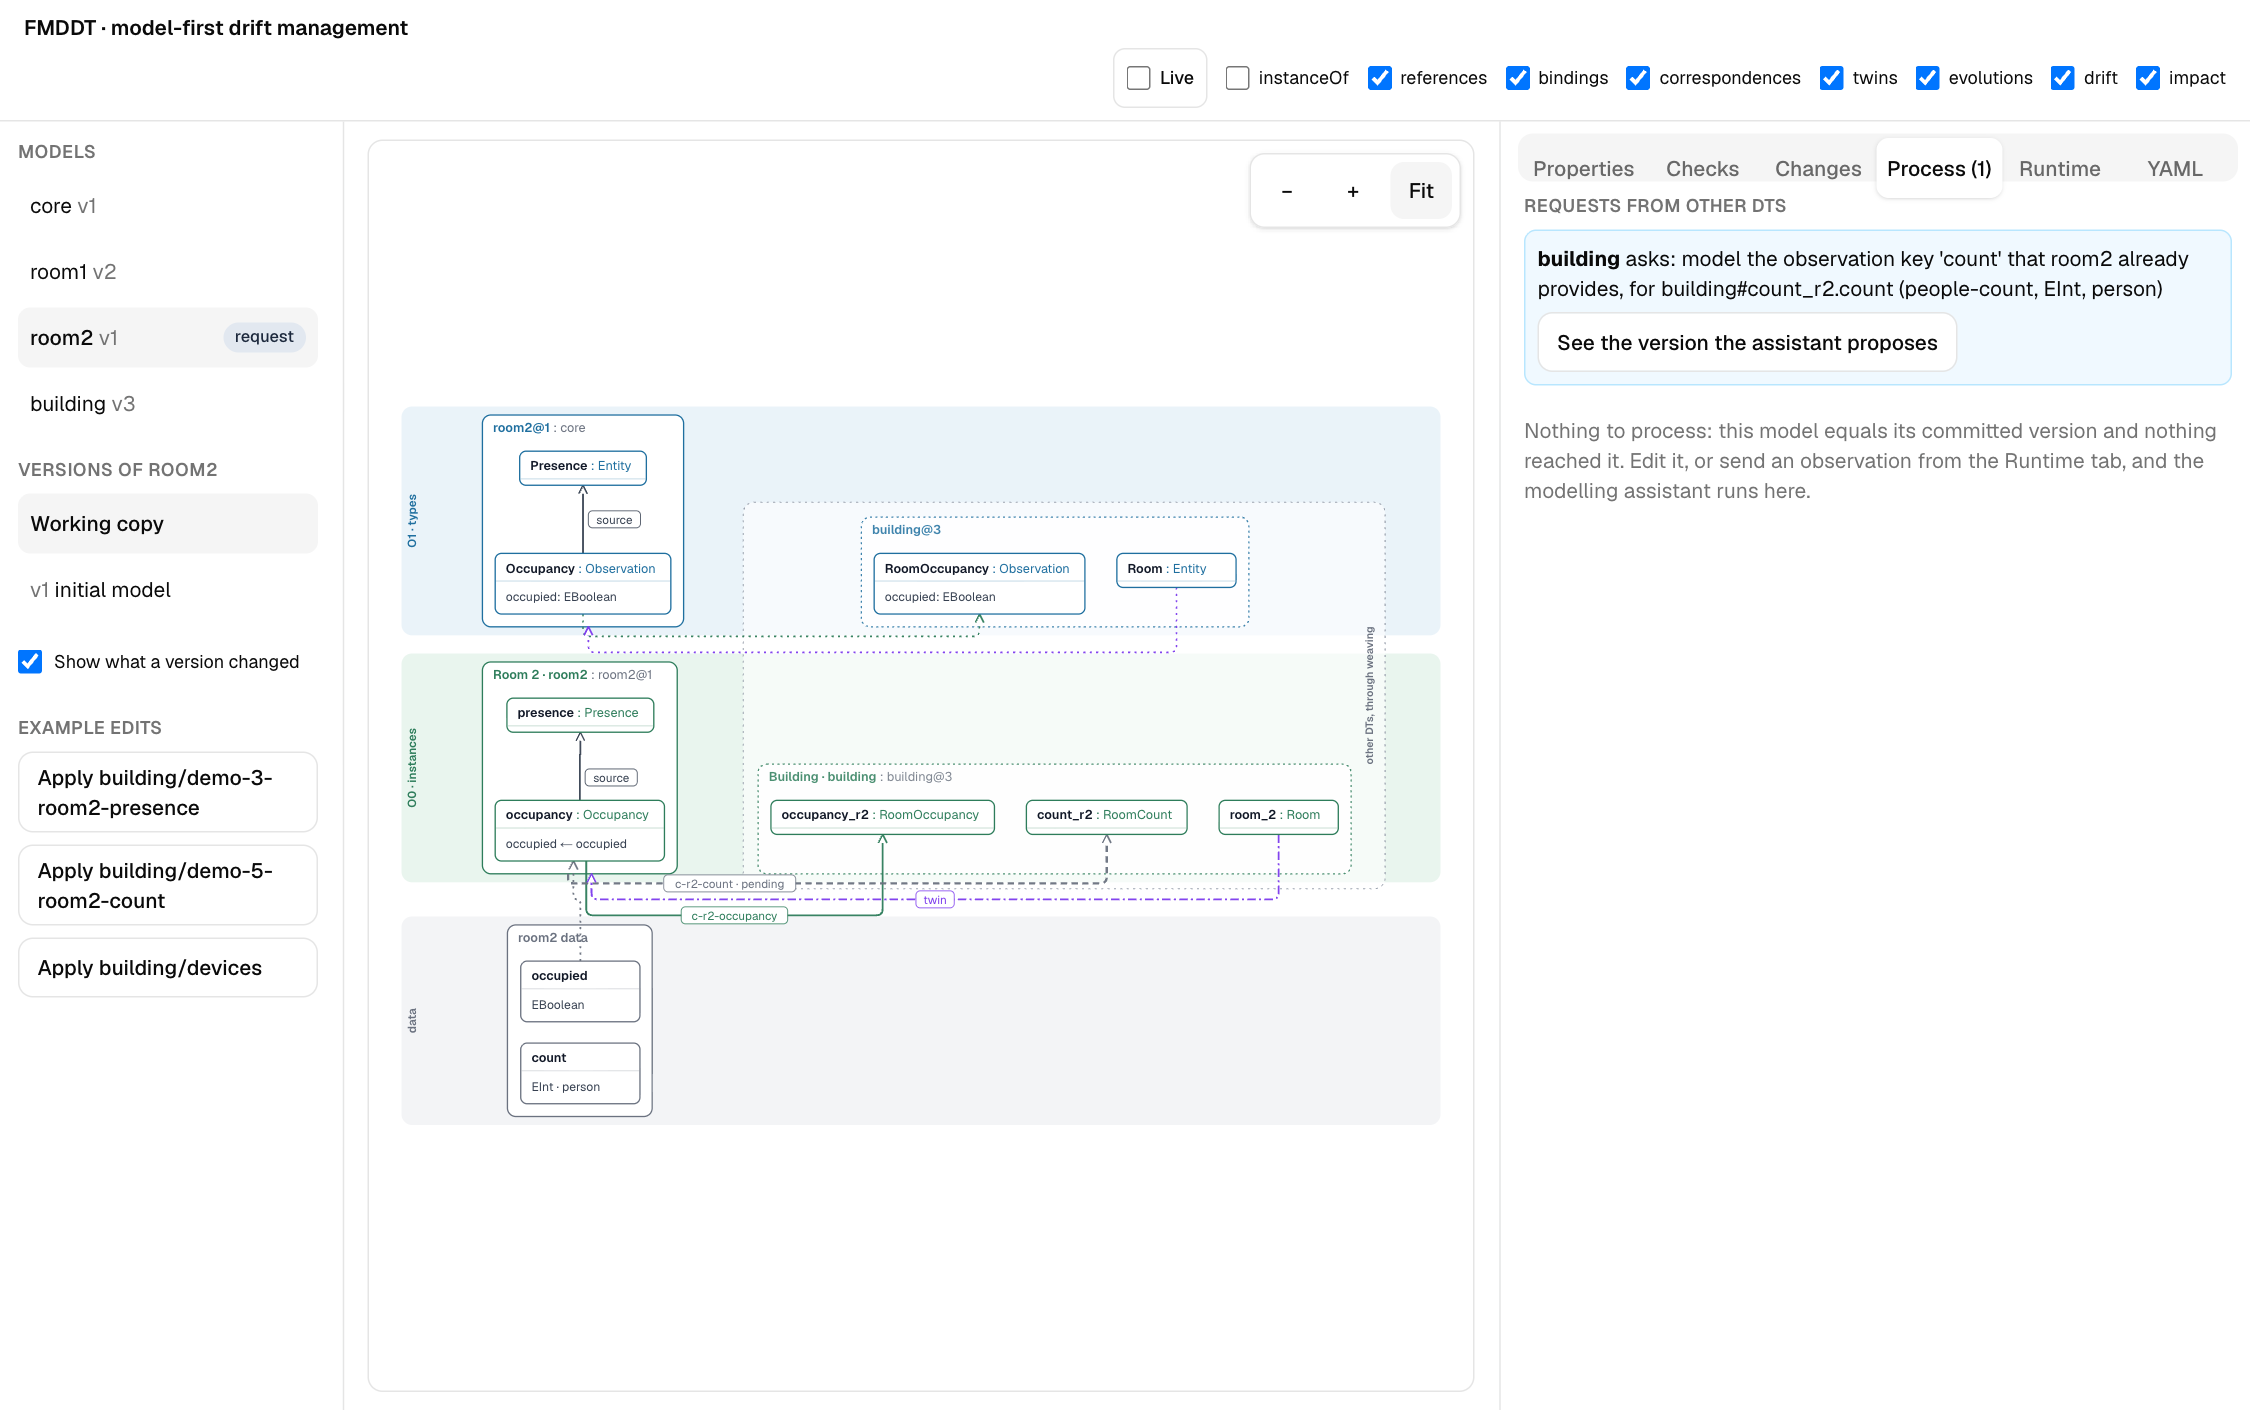 FMDDT · model-first drift management
Live
instanceOf
references
bindings
correspondences
twins
evolutions
drift
impact
MODELS
core v1
room1 v2
room2 v1
request
building v3
VERSIONS OF ROOM2
Working copy
v1 initial model
Show what a version changed
EXAMPLE EDITS
Apply building/demo-3-
room2-presence
Apply building/demo-5-
room2-count
Apply building/devices
−
+
Fit
O1 · types
room2@1 : core
Presence : Entity
source
Occupancy : Observation
occupied: EBoolean
building@3
RoomOccupancy : Observation
occupied: EBoolean
Room : Entity
other DTs, through weaving
O0 · instances
Room 2 · room2 : room2@1
presence : Presence
source
occupancy : Occupancy
occupied ← occupied
Building · building : building@3
occupancy_r2 : RoomOccupancy
count_r2 : RoomCount
room_2 : Room
c-r2-count · pending
twin
c-r2-occupancy
data
room2 data
occupied
EBoolean
count
EInt · person
Properties
Checks
Changes
Process (1)
Runtime
YAML
REQUESTS FROM OTHER DTS
building asks: model the observation key 'count' that room2 already
provides, for building#count_r2.count (people-count, EInt, person)
See the version the assistant proposes
Nothing to process: this model equals its committed version and nothing
reached it. Edit it, or send an observation from the Runtime tab, and the
modelling assistant runs here.